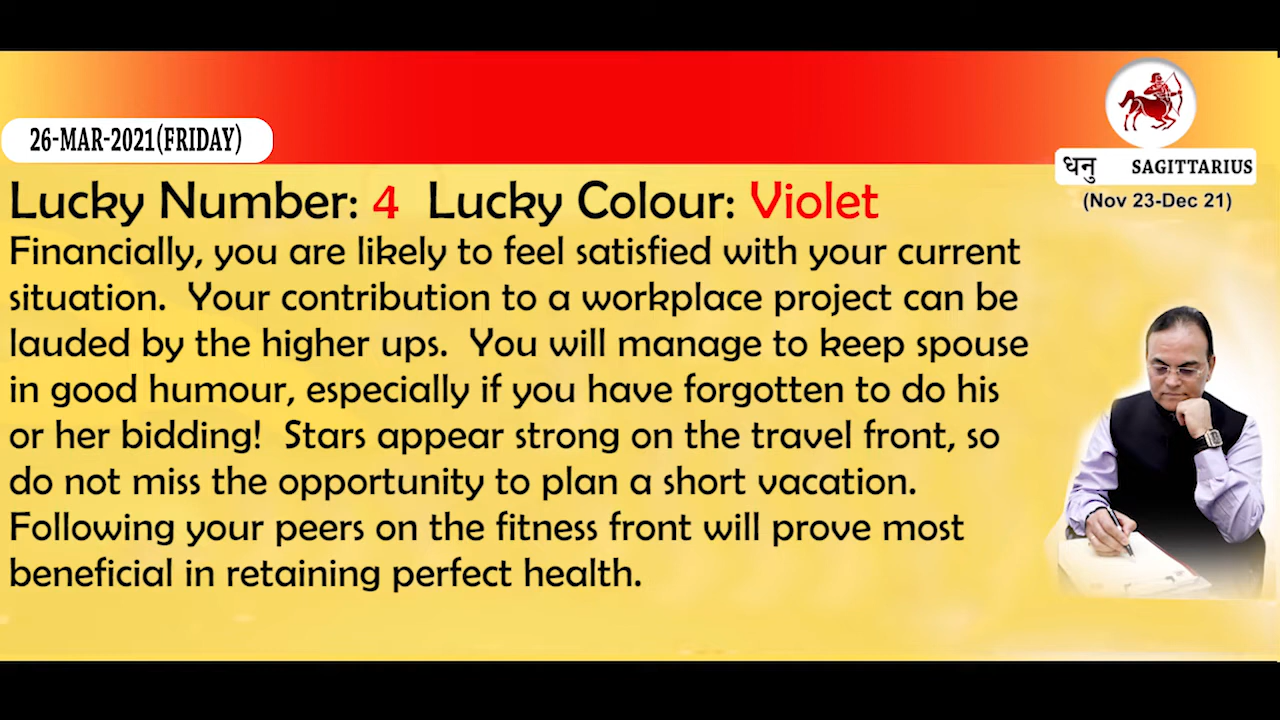 26-MAR-2021(FRIDAY)
धनु SAGITTARIUS
(Nov 23-Dec 21)
Lucky Number: 4 Lucky Colour: Violet
Financially, you are likely to feel satisfied with your current
situation. Your contribution to a workplace project can be
lauded by the higher ups. You will manage to keep spouse
in good humour, especially if you have forgotten to do his
or her bidding! Stars appear strong on the travel front, so
do not miss the opportunity to plan a short vacation.
Following your peers on the fitness front will prove most
beneficial in retaining perfect health.